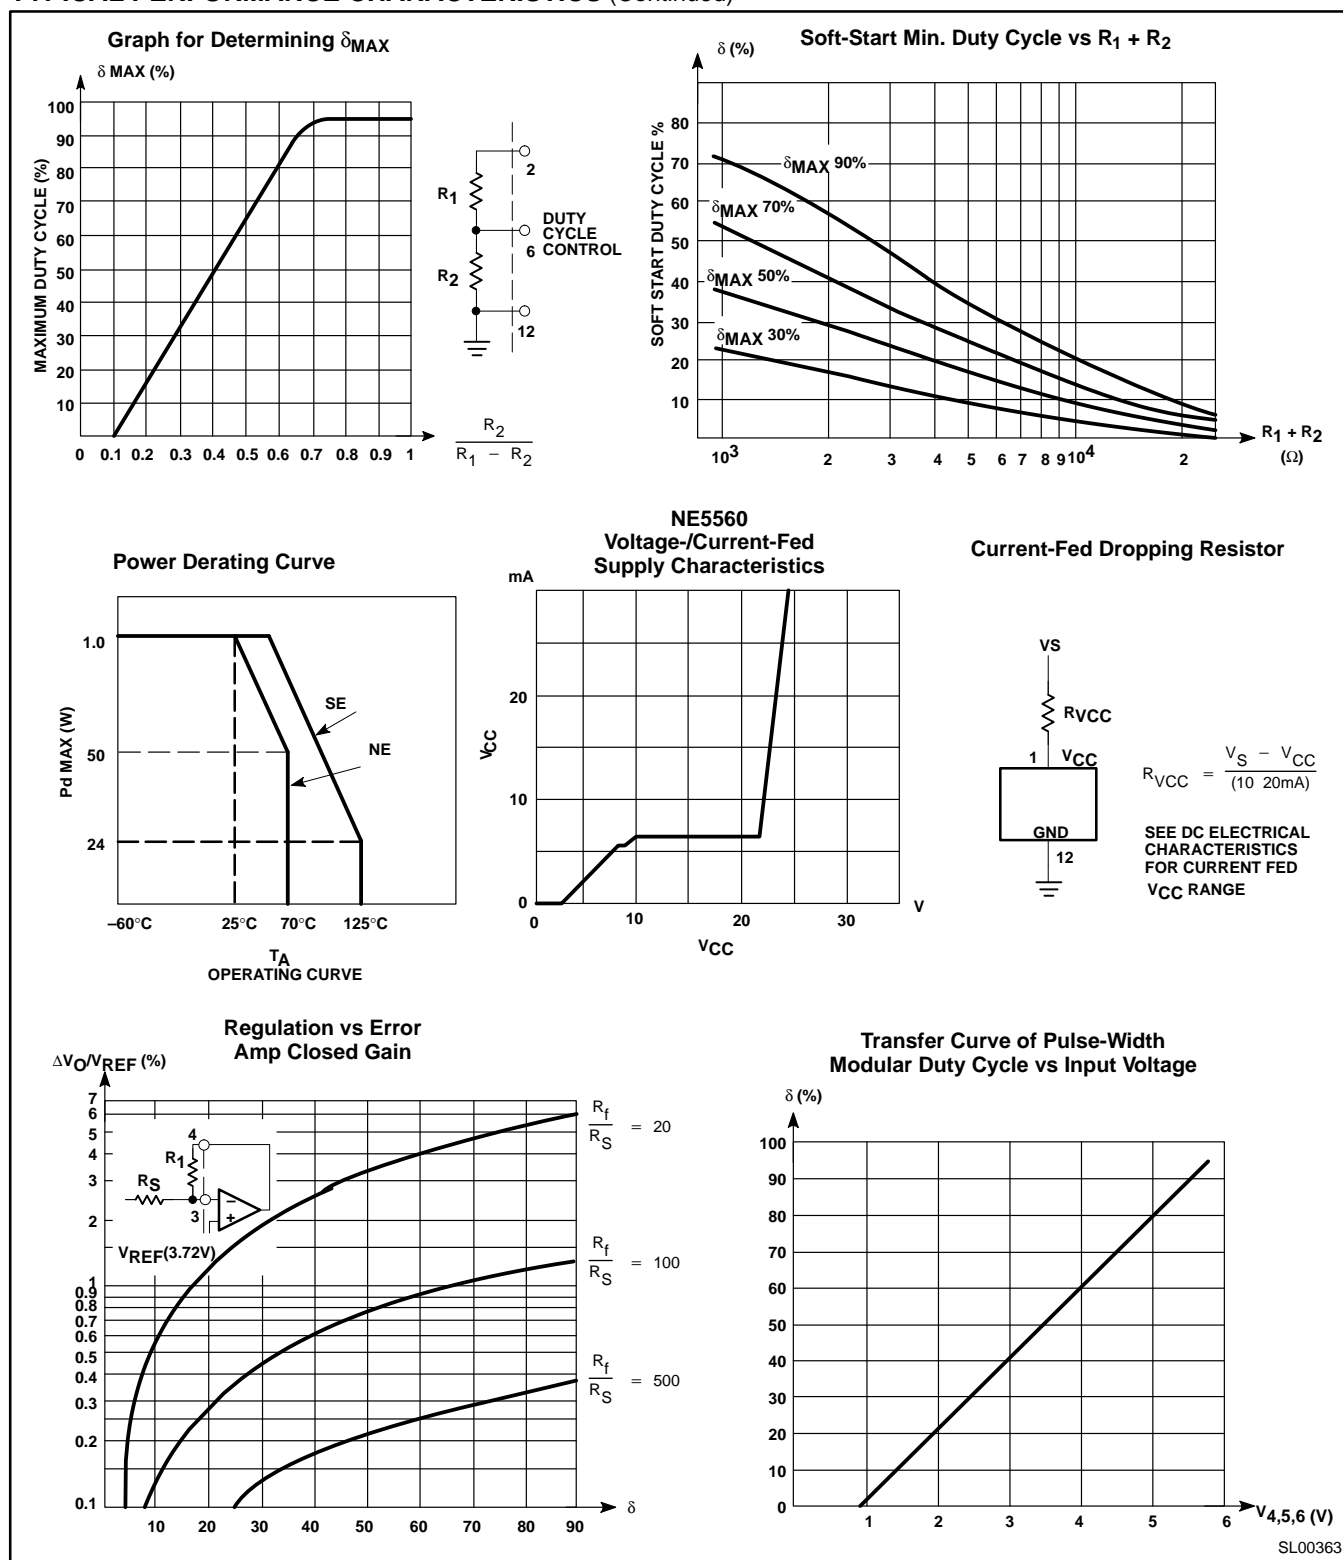 Graph for Determining δMAX
δ MAX (%)
MAXIMUM DUTY CYCLE (%)
100
90
80
70
60
50
40
30
20
10
0 0.1 0.2 0.3 0.4 0.5 0.6 0.7 0.8 0.9 1
R1
R2
2
DUTY
CYCLE
CONTROL
6
12
R2
R1 − R2
Soft-Start Min. Duty Cycle vs R1 + R2
δ (%)
SOFT START DUTY CYCLE %
80
70
60
50
40
30
20
10
δMAX 90%
δMAX 70%
δMAX 50%
δMAX 30%
10³ 2 3 4 5 6 7 8 9 10⁴ 2
R1 + R2
(Ω)
Power Derating Curve
Pd MAX (W)
1.0
50
24
SE
NE
–60°C 25°C 70°C 125°C
TA
OPERATING CURVE
NE5560
Voltage-/Current-Fed
Supply Characteristics
mA
VCC
20
10
0
0 10 20 30 V
VCC
Current-Fed Dropping Resistor
VS
RVCC
1 VCC
GND
12
RVCC = VS − VCC
(10 20mA)
SEE DC ELECTRICAL
CHARACTERISTICS
FOR CURRENT FED
VCC RANGE
Regulation vs Error
Amp Closed Gain
ΔVO/VREF (%)
7
6
5
4
3
2
1
0.9
0.8
0.7
0.6
0.5
0.4
0.3
0.2
0.1
4
R1
RS
3
−
+
VREF(3.72V)
Rf
RS = 20
Rf
RS = 100
Rf
RS = 500
10 20 30 40 50 60 70 80 90
δ
Transfer Curve of Pulse-Width
Modular Duty Cycle vs Input Voltage
δ (%)
100
90
80
70
60
50
40
30
20
10
0
1 2 3 4 5 6
V4,5,6 (V)
SL00363